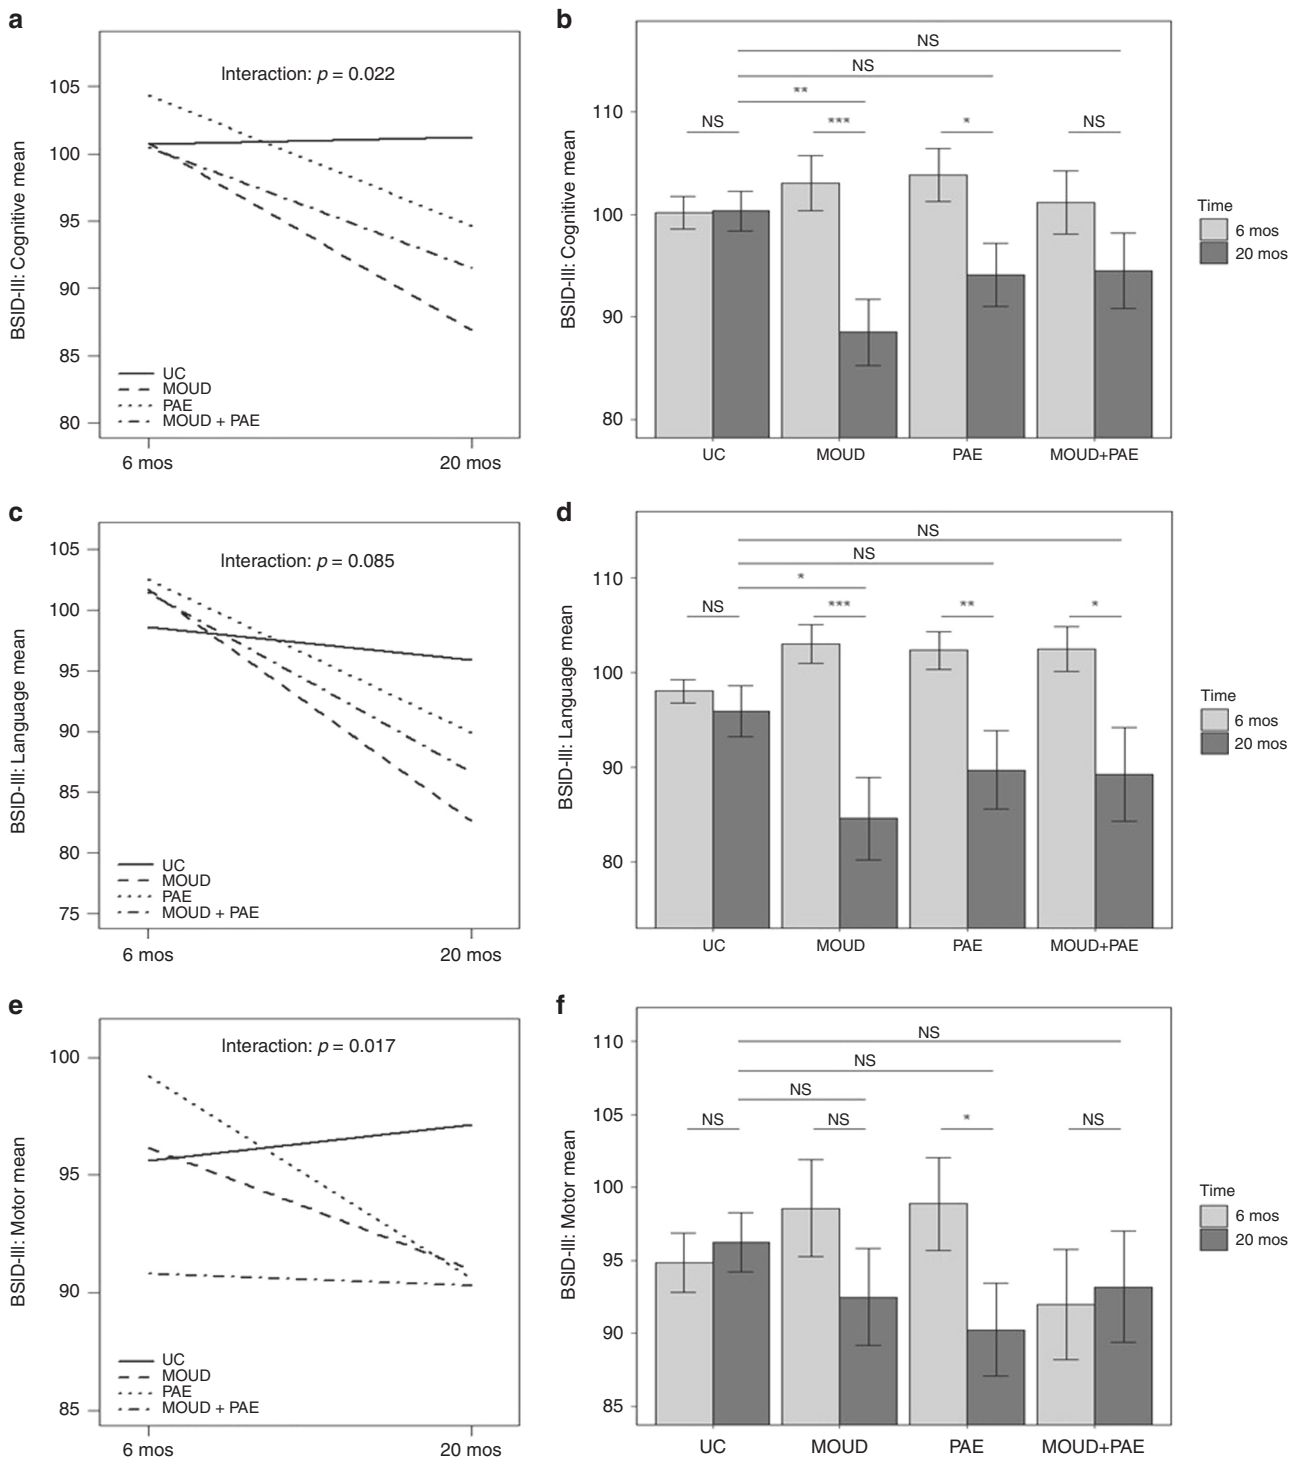 a
Interaction: p = 0.022
BSID-III: Cognitive mean
105
100
95
90
85
80
UC
MOUD
PAE
MOUD + PAE
6 mos
20 mos
b
NS
NS
**
NS
***
*
NS
BSID-III: Cognitive mean
110
100
90
80
UC
MOUD
PAE
MOUD+PAE
Time
6 mos
20 mos
c
Interaction: p = 0.085
BSID-III: Language mean
105
100
95
90
85
80
75
UC
MOUD
PAE
MOUD + PAE
6 mos
20 mos
d
NS
NS
*
NS
***
**
*
BSID-III: Language mean
110
100
90
80
UC
MOUD
PAE
MOUD+PAE
Time
6 mos
20 mos
e
Interaction: p = 0.017
BSID-III: Motor mean
100
95
90
85
UC
MOUD
PAE
MOUD + PAE
6 mos
20 mos
f
NS
NS
NS
NS
NS
*
NS
BSID-III: Motor mean
110
105
100
95
90
85
UC
MOUD
PAE
MOUD+PAE
Time
6 mos
20 mos